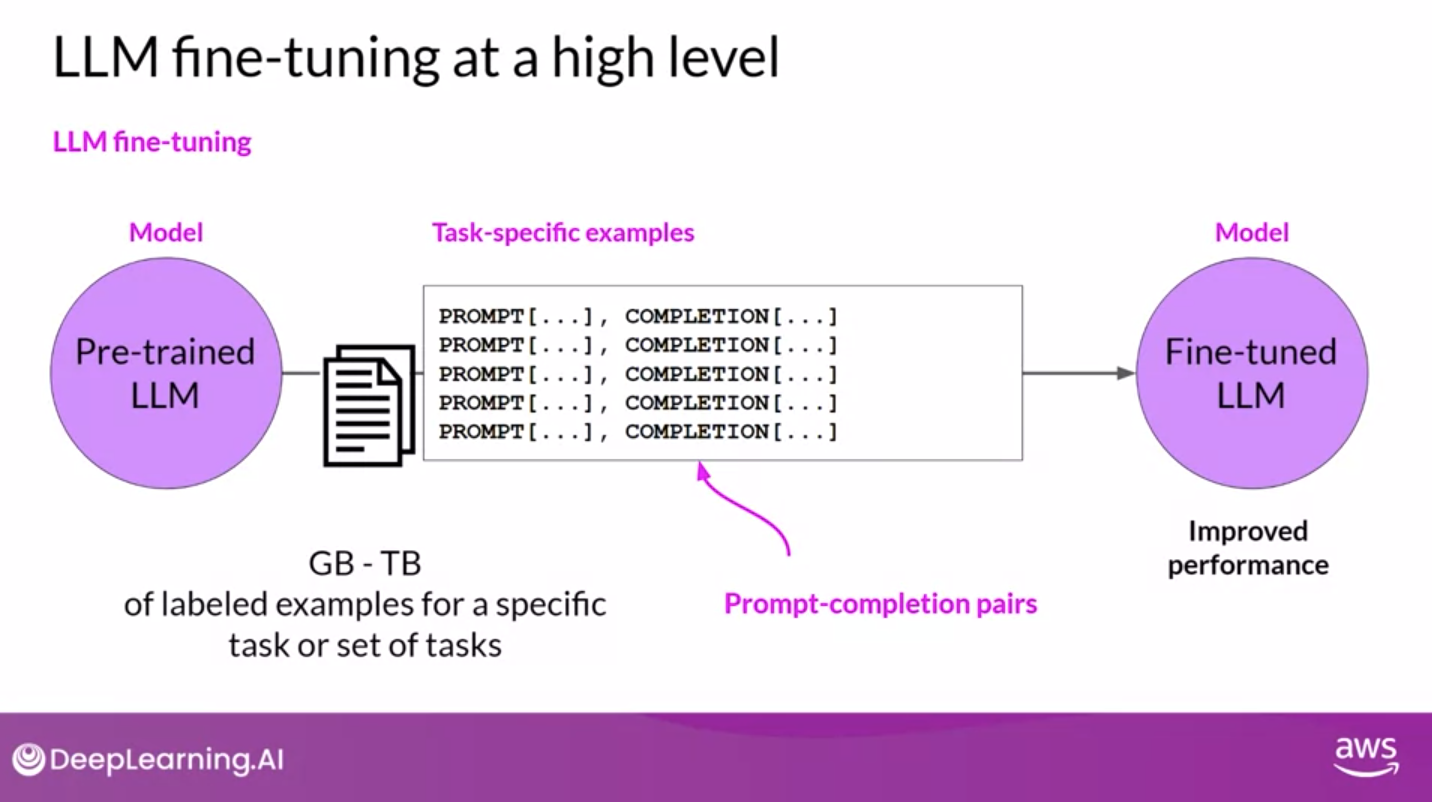 LLM fine-tuning at a high level
LLM fine-tuning
Model
Task-specific examples
Model
Pre-trained
LLM
PROMPT[...], COMPLETION[...]
PROMPT[...], COMPLETION[...]
PROMPT[...], COMPLETION[...]
PROMPT[...], COMPLETION[...]
PROMPT[...], COMPLETION[...]
Fine-tuned
LLM
GB - TB
of labeled examples for a specific
task or set of tasks
Prompt-completion pairs
Improved
performance
DeepLearning.AI
aws